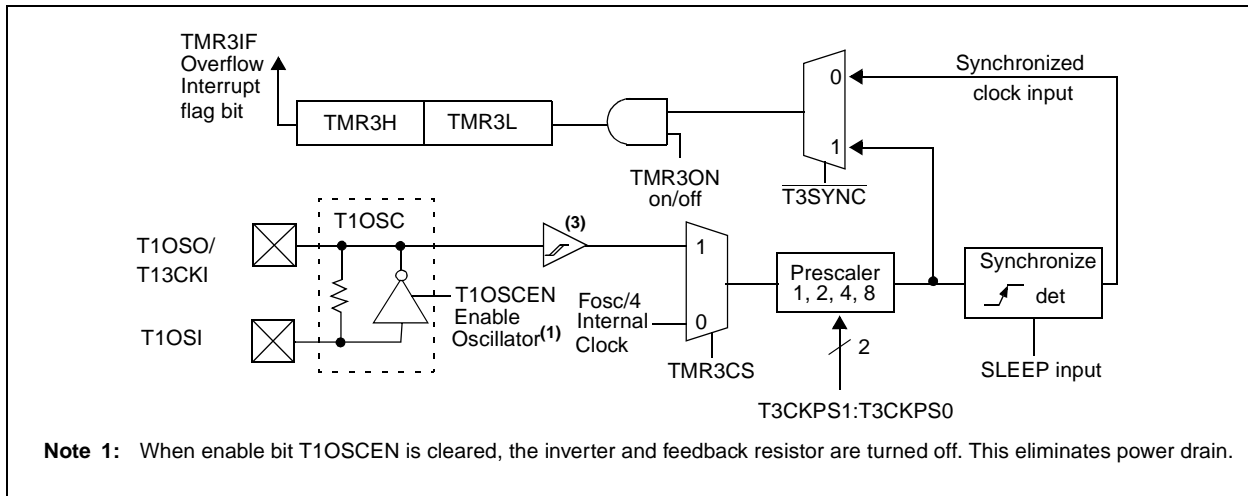 TMR3IF
Overflow
Interrupt
flag bit
TMR3H
TMR3L
TMR3ON
on/off
0
1
T3SYNC
Synchronized
clock input
T1OSC
T1OSO/
T13CKI
T1OSI
T1OSCEN
Enable
Oscillator(1)
(3)
Fosc/4
Internal
Clock
1
0
TMR3CS
Prescaler
1, 2, 4, 8
2
T3CKPS1:T3CKPS0
Synchronize
det
SLEEP input
Note 1: When enable bit T1OSCEN is cleared, the inverter and feedback resistor are turned off. This eliminates power drain.